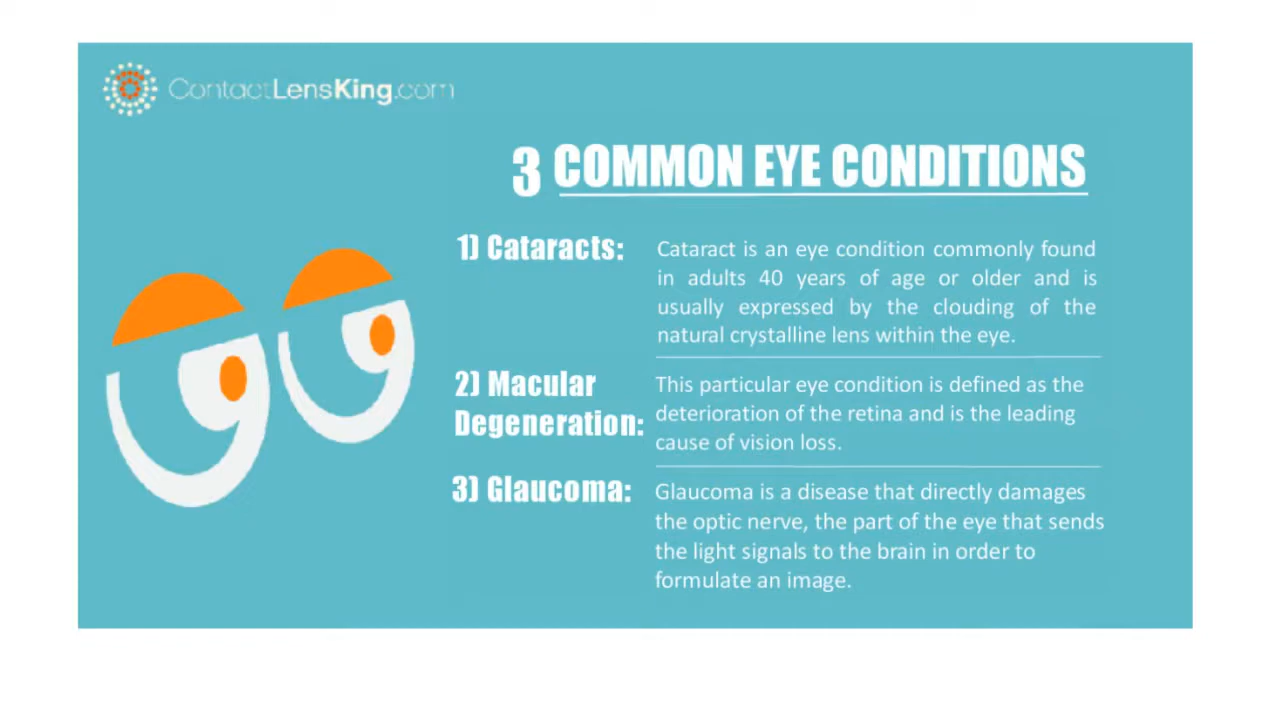 ContactLensKing.com
3 COMMON EYE CONDITIONS
1) Cataracts:
Cataract is an eye condition commonly found
in adults 40 years of age or older and is
usually expressed by the clouding of the
natural crystalline lens within the eye.
2) Macular
Degeneration:
This particular eye condition is defined as the
deterioration of the retina and is the leading
cause of vision loss.
3) Glaucoma:
Glaucoma is a disease that directly damages
the optic nerve, the part of the eye that sends
the light signals to the brain in order to
formulate an image.